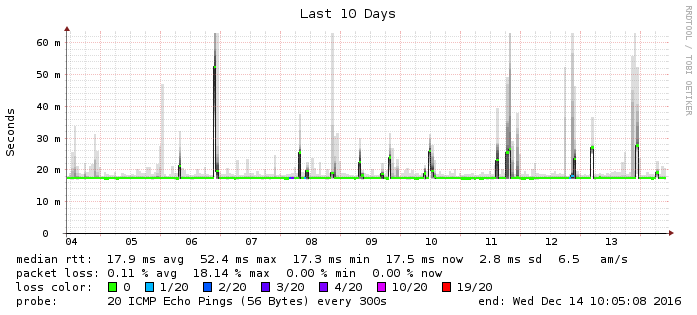 Last 10 Days
RRDTOOL / TOBI OETIKER
Seconds
60 m
50 m
40 m
30 m
20 m
10 m
0
04 05 06 07 08 09 10 11 12 13
median rtt: 17.9 ms avg 52.4 ms max 17.3 ms min 17.5 ms now 2.8 ms sd 6.5 am/s
packet loss: 0.11 % avg 18.14 % max 0.00 % min 0.00 % now
loss color: 0 1/20 2/20 3/20 4/20 10/20 19/20
probe: 20 ICMP Echo Pings (56 Bytes) every 300s end: Wed Dec 14 10:05:08 2016